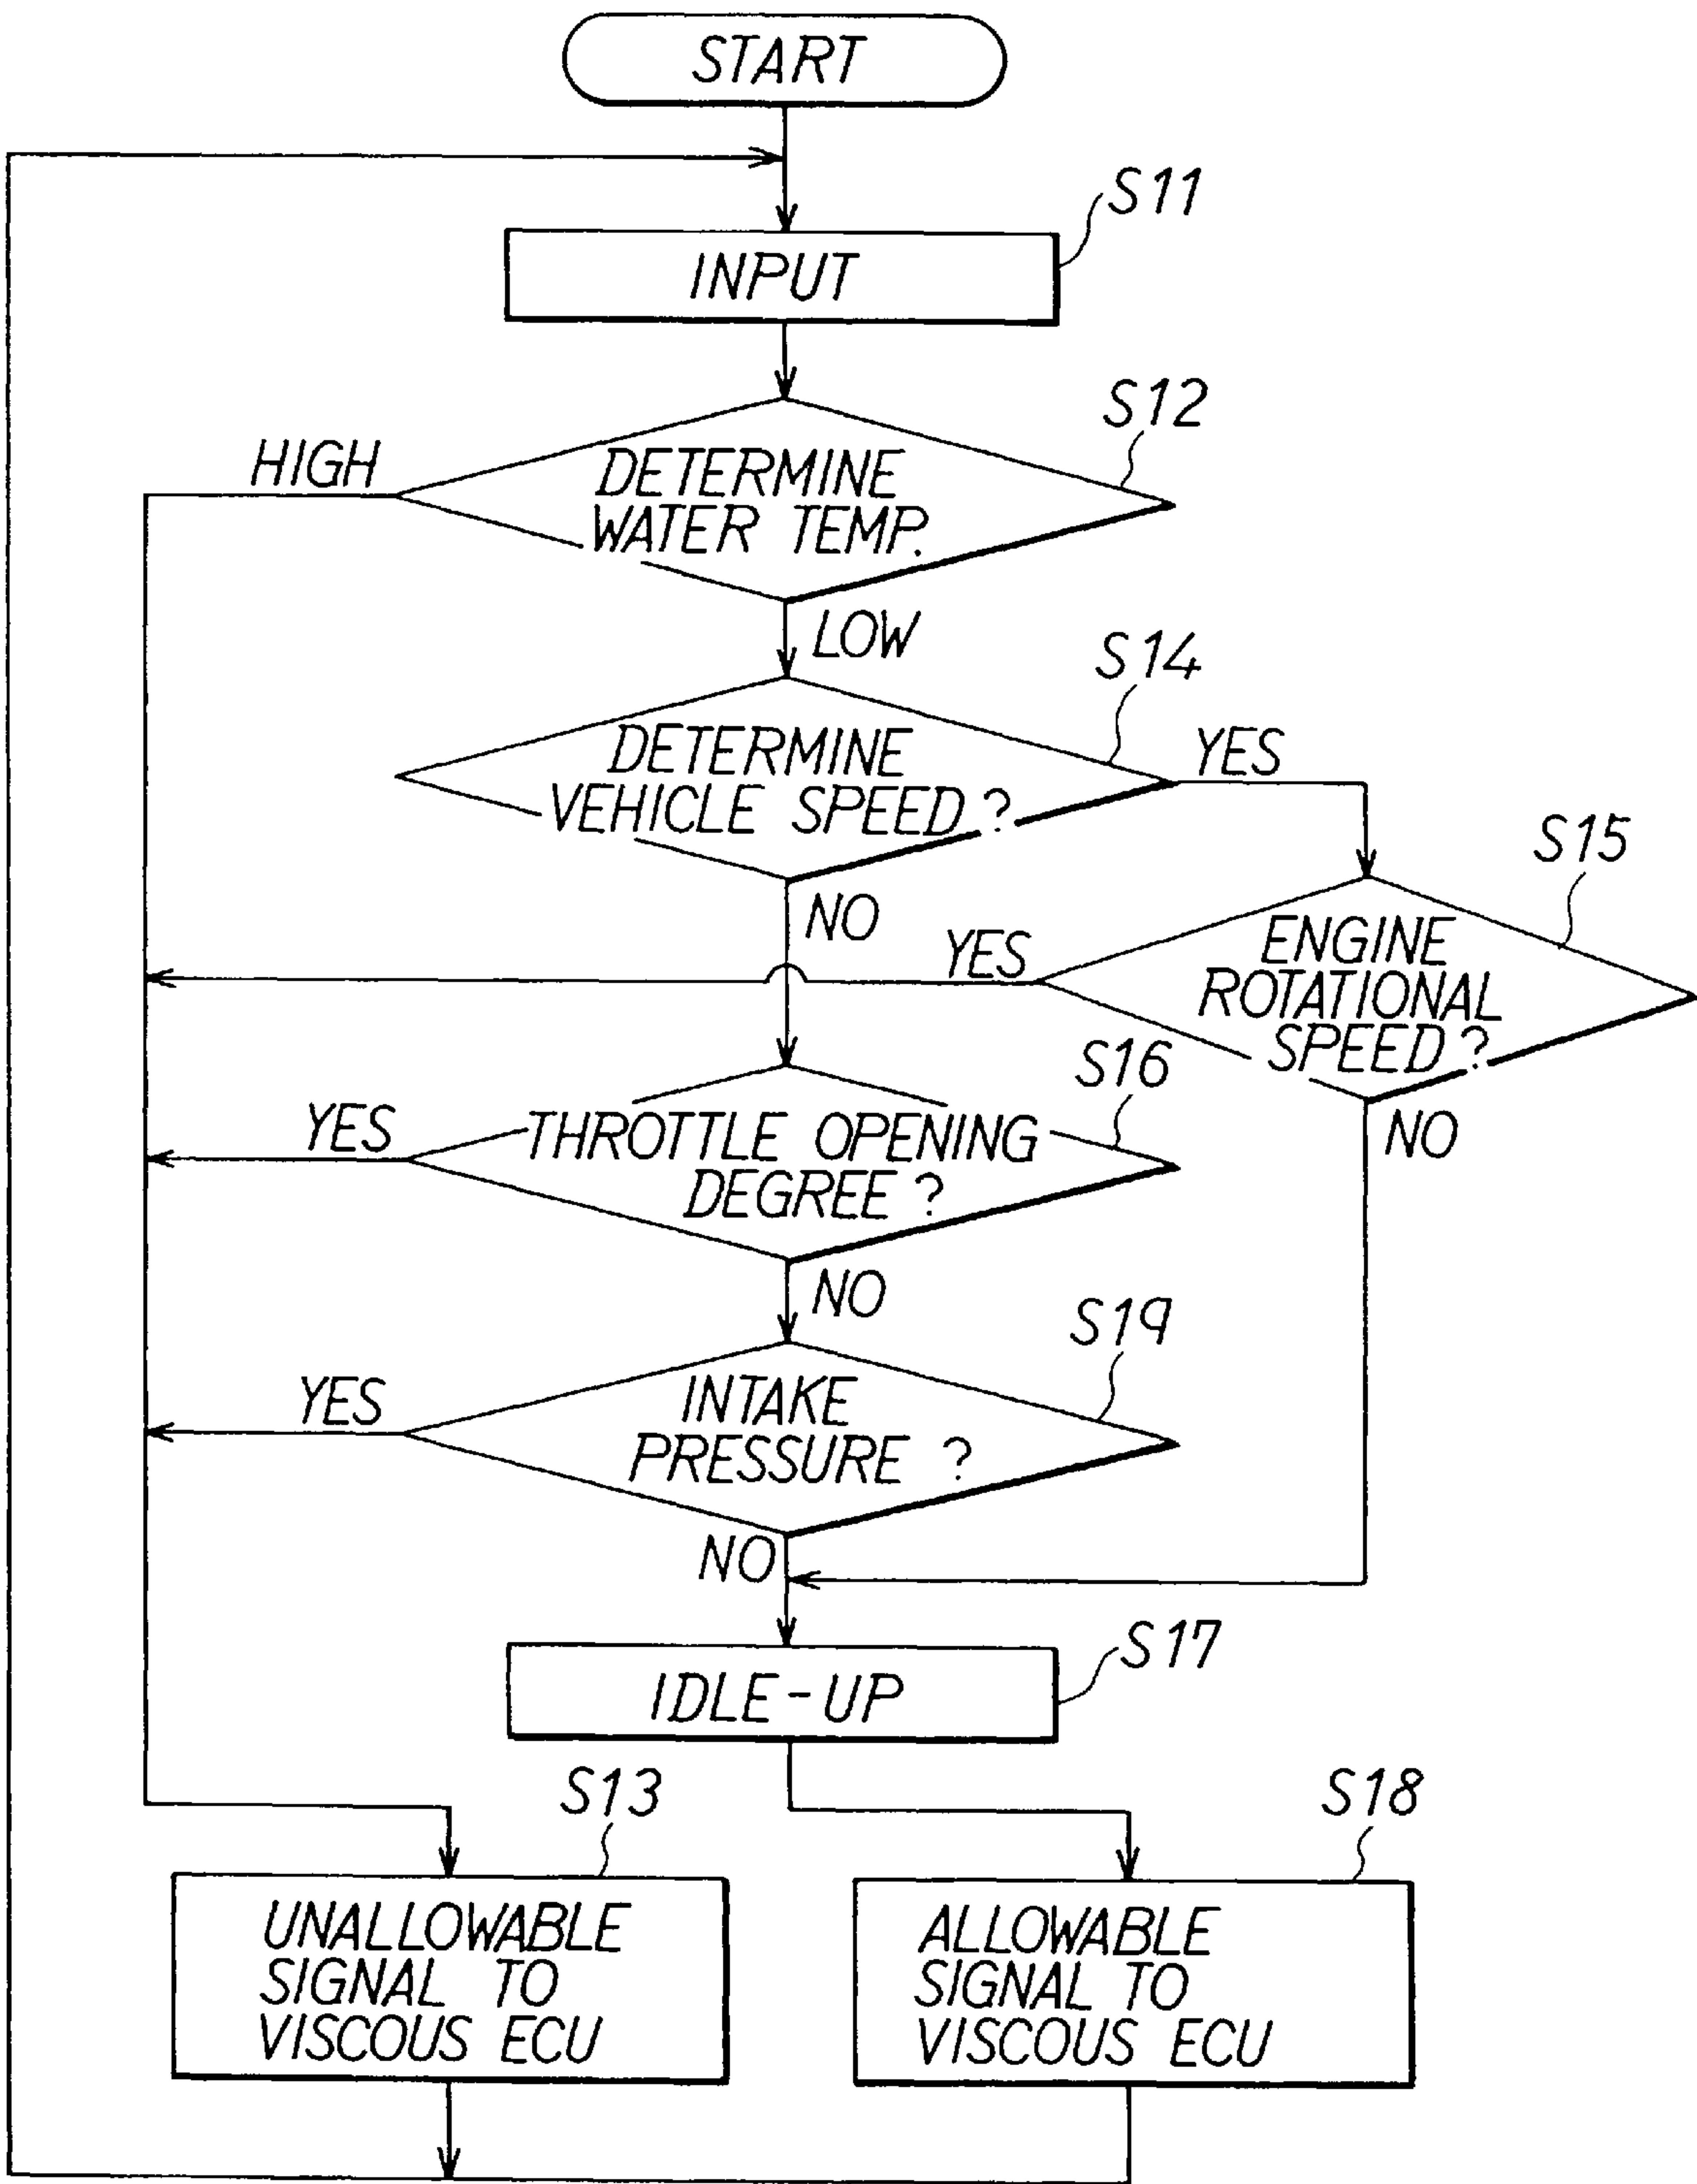 START
S11
INPUT
S12
HIGH
DETERMINE
WATER TEMP.
LOW
S14
DETERMINE
VEHICLE SPEED?
YES
NO
S15
YES
ENGINE
ROTATIONAL
SPEED?
NO
S16
YES
THROTTLE OPENING
DEGREE?
NO
S19
YES
INTAKE
PRESSURE ?
NO
S17
IDLE-UP
S13
UNALLOWABLE
SIGNAL TO
VISCOUS ECU
S18
ALLOWABLE
SIGNAL TO
VISCOUS ECU